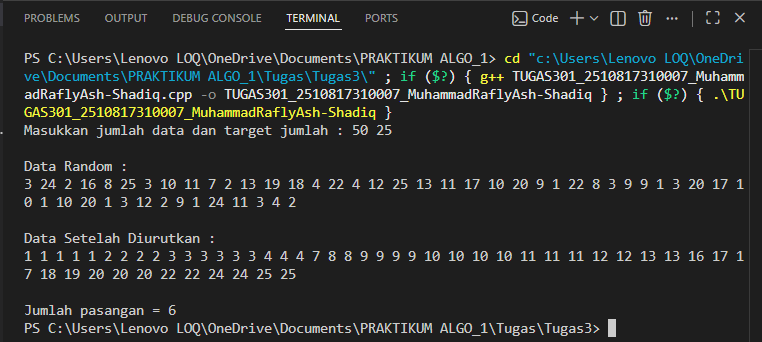 PROBLEMS OUTPUT DEBUG CONSOLE TERMINAL PORTS Code
PS C:\Users\Lenovo LOQ\OneDrive\Documents\PRAKTIKUM ALGO_1> cd "c:\Users\Lenovo LOQ\OneDri
ve\Documents\PRAKTIKUM ALGO_1\Tugas\Tugas3\" ; if ($?) { g++ TUGAS301_2510817310007_Muhamm
adRaflyAsh-Shadiq.cpp -o TUGAS301_2510817310007_MuhammadRaflyAsh-Shadiq } ; if ($?) { .\TU
GAS301_2510817310007_MuhammadRaflyAsh-Shadiq }
Masukkan jumlah data dan target jumlah : 50 25
Data Random :
3 24 2 16 8 25 3 10 11 7 2 13 19 18 4 22 4 12 25 13 11 17 10 20 9 1 22 8 3 9 9 1 3 20 17 1
0 1 10 20 1 3 12 2 9 1 24 11 3 4 2
Data Setelah Diurutkan :
1 1 1 1 1 2 2 2 2 3 3 3 3 3 3 4 4 4 7 8 8 9 9 9 9 10 10 10 10 11 11 11 12 12 13 13 16 17 1
7 18 19 20 20 20 22 22 24 24 25 25
Jumlah pasangan = 6
PS C:\Users\Lenovo LOQ\OneDrive\Documents\PRAKTIKUM ALGO_1\Tugas\Tugas3>